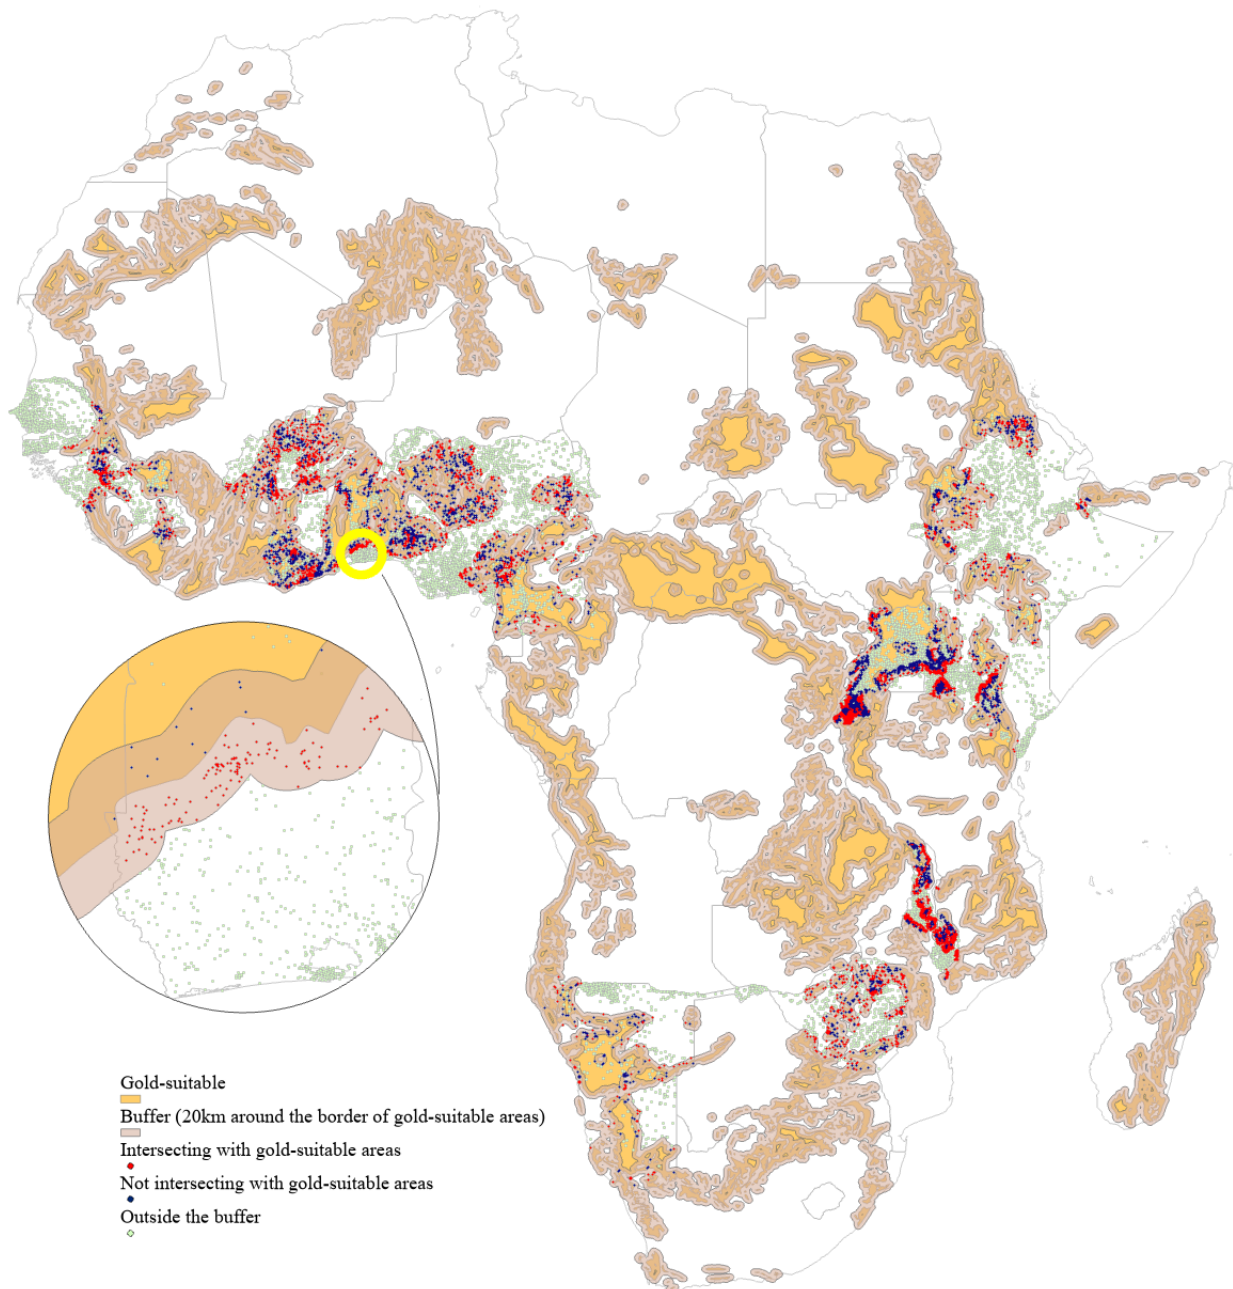 Gold-suitable
Buffer (20km around the border of gold-suitable areas)
Intersecting with gold-suitable areas
Not intersecting with gold-suitable areas
Outside the buffer